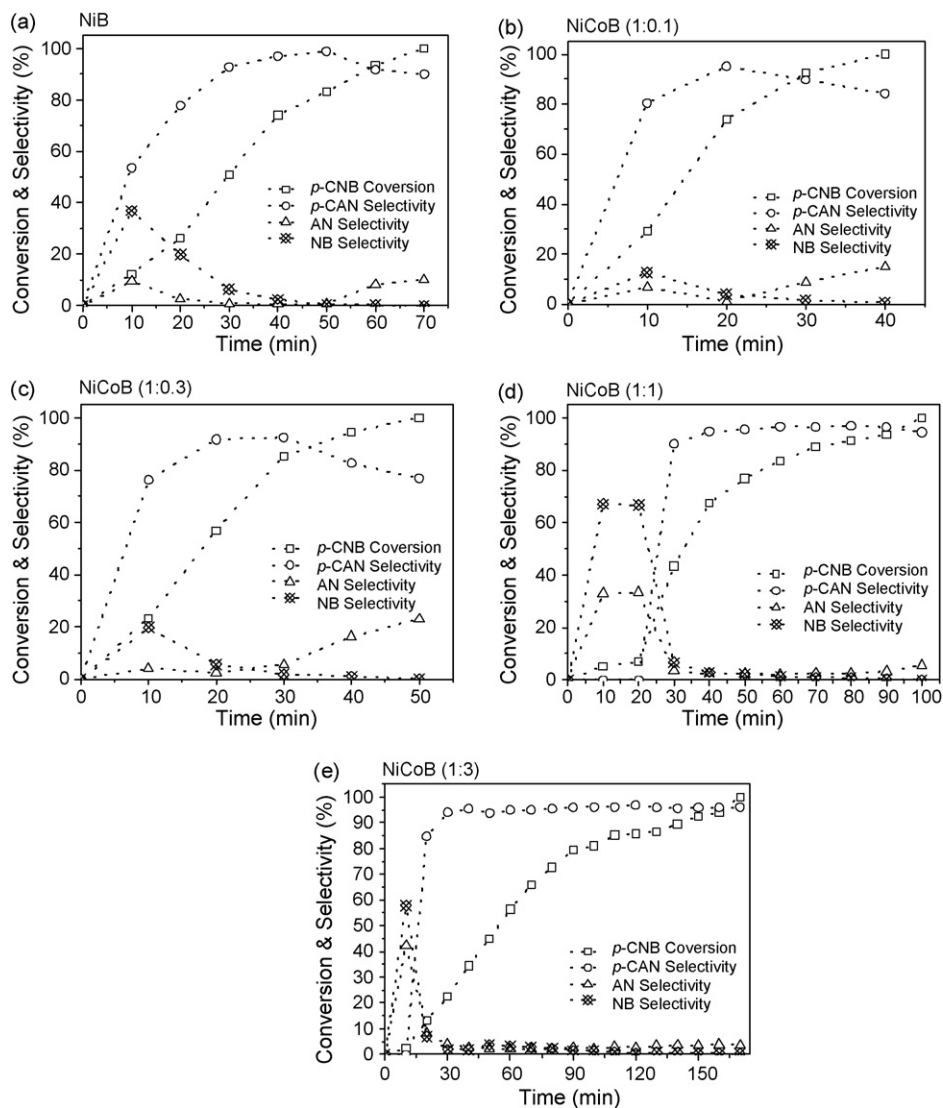 (a) NiB
Conversion & Selectivity (%)
100
80
60
40
20
0
p-CNB Coversion
p-CAN Selectivity
AN Selectivity
NB Selectivity
0 10 20 30 40 50 60 70
Time (min)
(b) NiCoB (1:0.1)
Conversion & Selectivity (%)
100
80
60
40
20
0
p-CNB Coversion
p-CAN Selectivity
AN Selectivity
NB Selectivity
0 10 20 30 40
Time (min)
(c) NiCoB (1:0.3)
Conversion & Selectivity (%)
100
80
60
40
20
0
p-CNB Coversion
p-CAN Selectivity
AN Selectivity
NB Selectivity
0 10 20 30 40 50
Time (min)
(d) NiCoB (1:1)
Conversion & Selectivity (%)
100
80
60
40
20
0
p-CNB Coversion
p-CAN Selectivity
AN Selectivity
NB Selectivity
0 10 20 30 40 50 60 70 80 90 100
Time (min)
(e) NiCoB (1:3)
Conversion & Selectivity (%)
100
90
80
70
60
50
40
30
20
10
0
p-CNB Coversion
p-CAN Selectivity
AN Selectivity
NB Selectivity
0 30 60 90 120 150
Time (min)